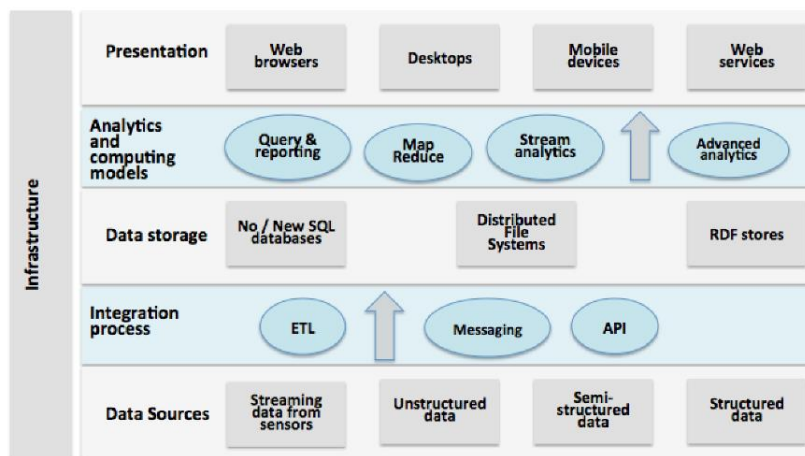 Infrastructure
Presentation
Web
browsers
Desktops
Mobile
devices
Web
services
Analytics
and
computing
models
Query &
reporting
Map
Reduce
Stream
analytics
Advanced
analytics
Data storage
No / New SQL
databases
Distributed
File
Systems
RDF stores
Integration
process
ETL
Messaging
API
Data Sources
Streaming
data from
sensors
Unstructured
data
Semi-
structured
data
Structured
data